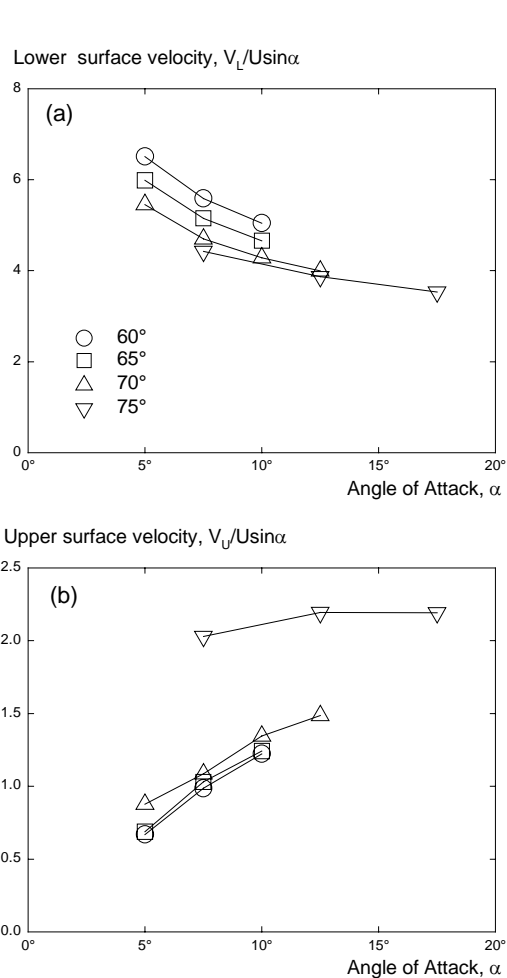 Lower surface velocity, V_L/Usinα
8
(a)
6
4
60°
65°
2
70°
75°
0
0° 5° 10° 15° 20°
Angle of Attack, α
Upper surface velocity, V_U/Usinα
2.5
(b)
2.0
1.5
1.0
0.5
0.0
0° 5° 10° 15° 20°
Angle of Attack, α